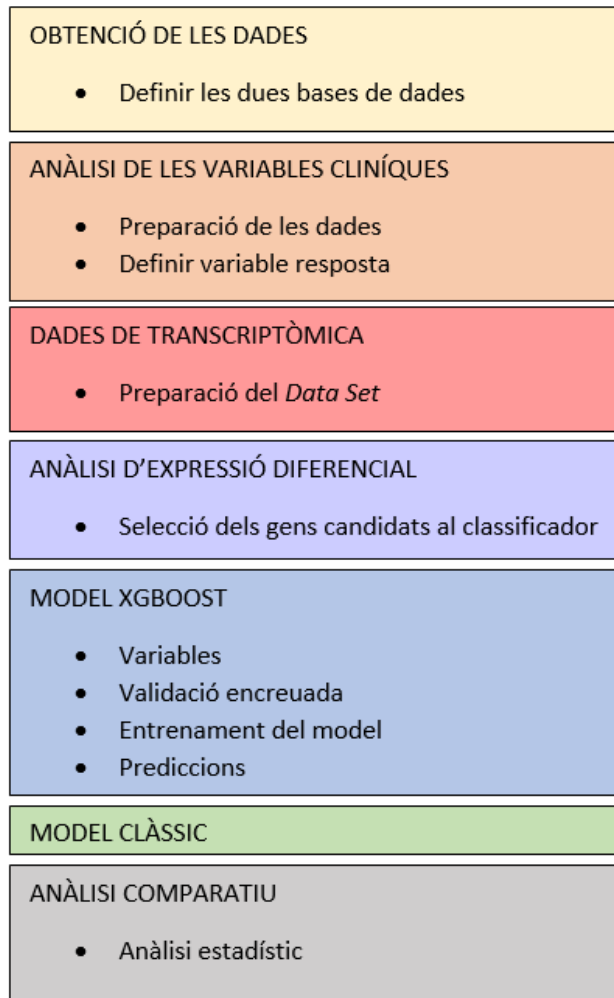 OBTENCIÓ DE LES DADES
• Definir les dues bases de dades
ANÀLISI DE LES VARIABLES CLINÍQUES
• Preparació de les dades
• Definir variable resposta
DADES DE TRANSCRIPTÒMICA
• Preparació del Data Set
ANÀLISI D'EXPRESSIÓ DIFERENCIAL
• Selecció dels gens candidats al classificador
MODEL XGBOOST
• Variables
• Validació encreuada
• Entrenament del model
• Prediccions
MODEL CLÀSSIC
ANÀLISI COMPARATIU
• Anàlisi estadístic